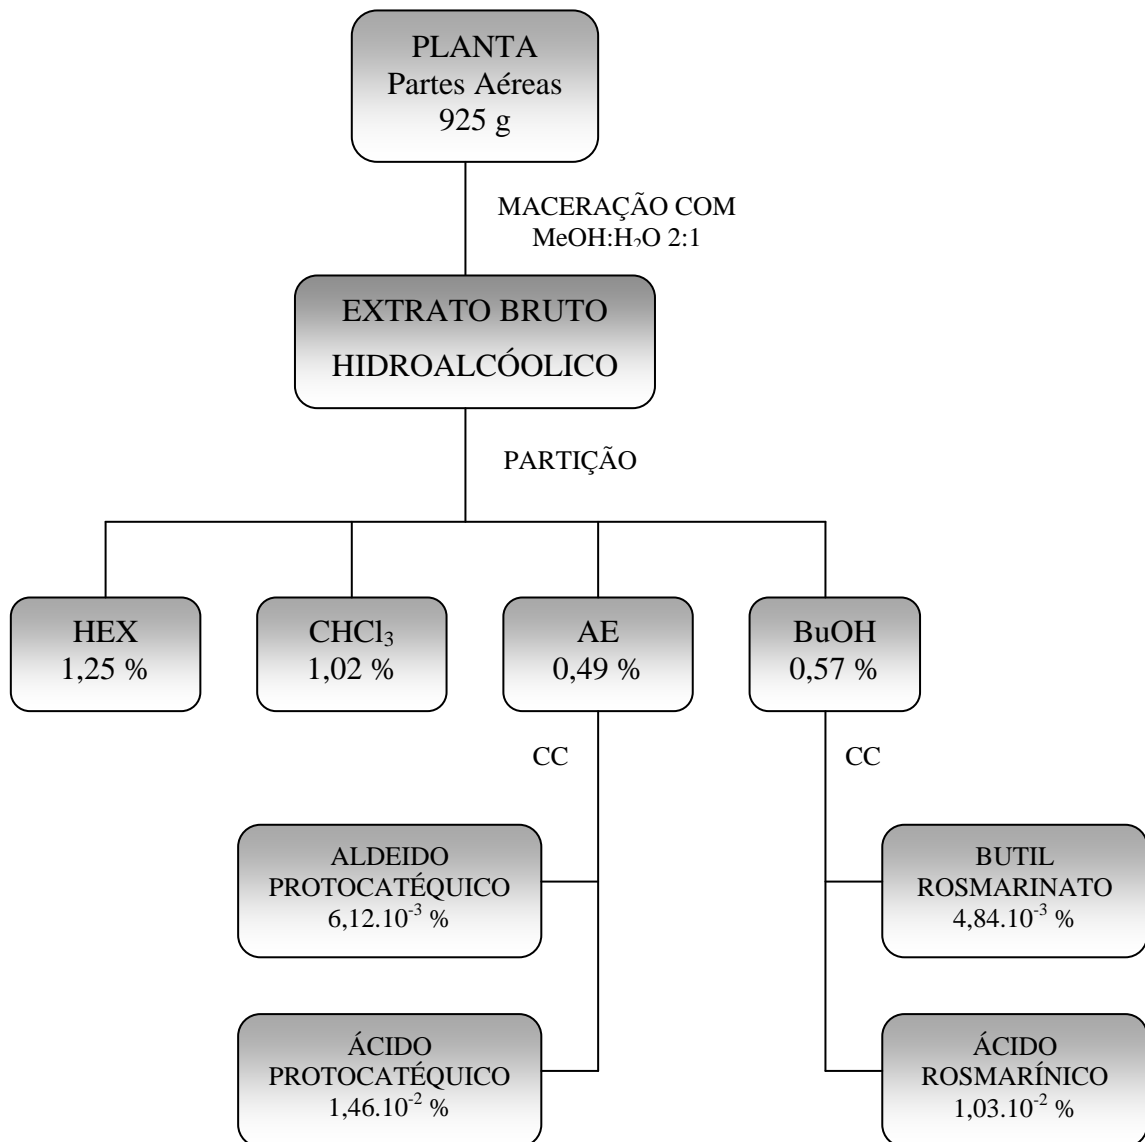 PLANTA
Partes Aéreas
925 g
MACERAÇÃO COM
MeOH:H₂O 2:1
EXTRATO BRUTO
HIDROALCÓOLICO
PARTIÇÃO
HEX
1,25 %
CHCl₃
1,02 %
AE
0,49 %
BuOH
0,57 %
CC
CC
ALDEIDO
PROTOCATÉQUICO
6,12.10⁻³ %
BUTIL
ROSMARINATO
4,84.10⁻³ %
ÁCIDO
PROTOCATÉQUICO
1,46.10⁻² %
ÁCIDO
ROSMARÍNICO
1,03.10⁻² %